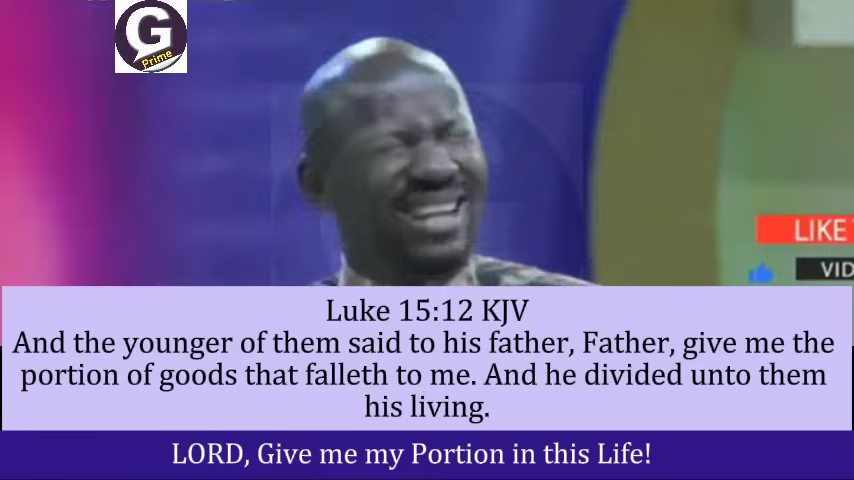 G
Prime
LIKE
VID
Luke 15:12 KJV
And the younger of them said to his father, Father, give me the
portion of goods that falleth to me. And he divided unto them
his living.
LORD, Give me my Portion in this Life!